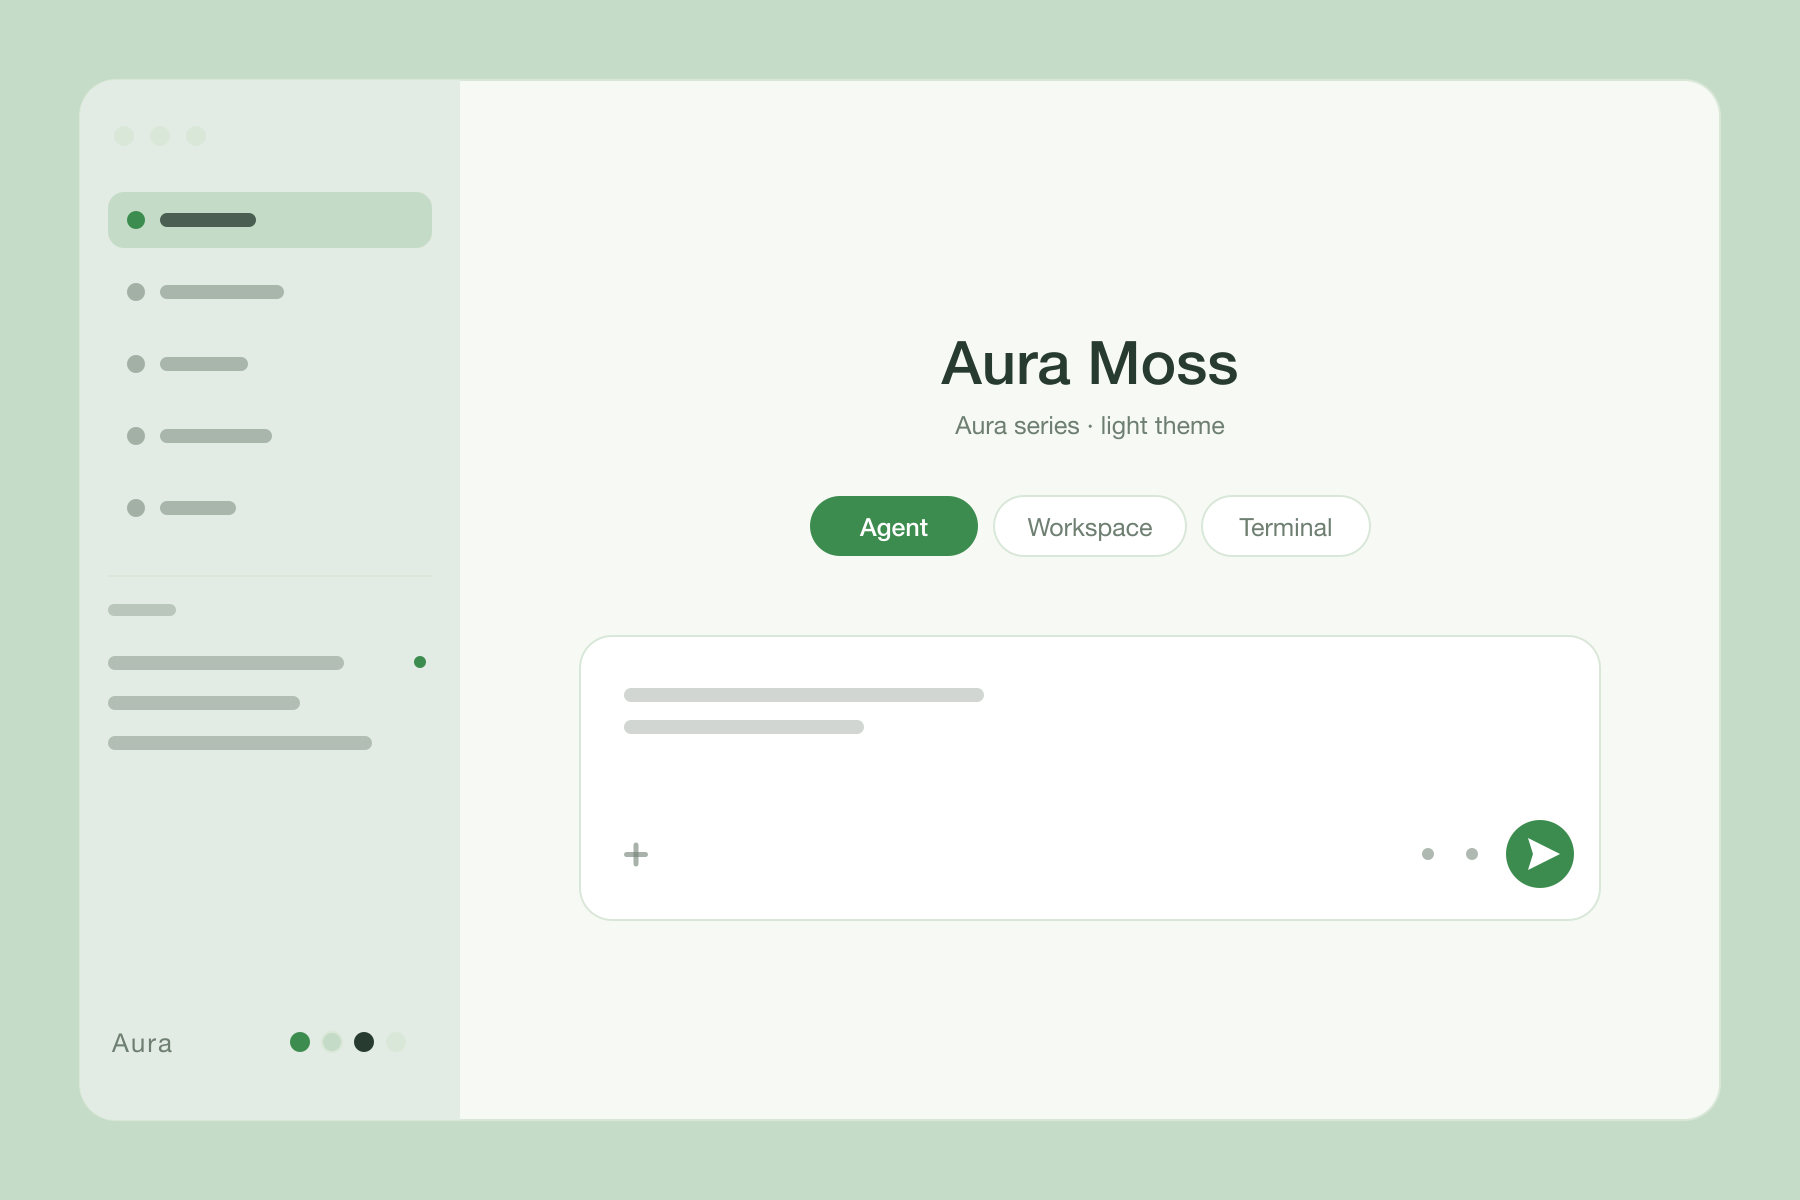 Aura Moss
Aura series · light theme
Agent
Workspace
Terminal
Aura